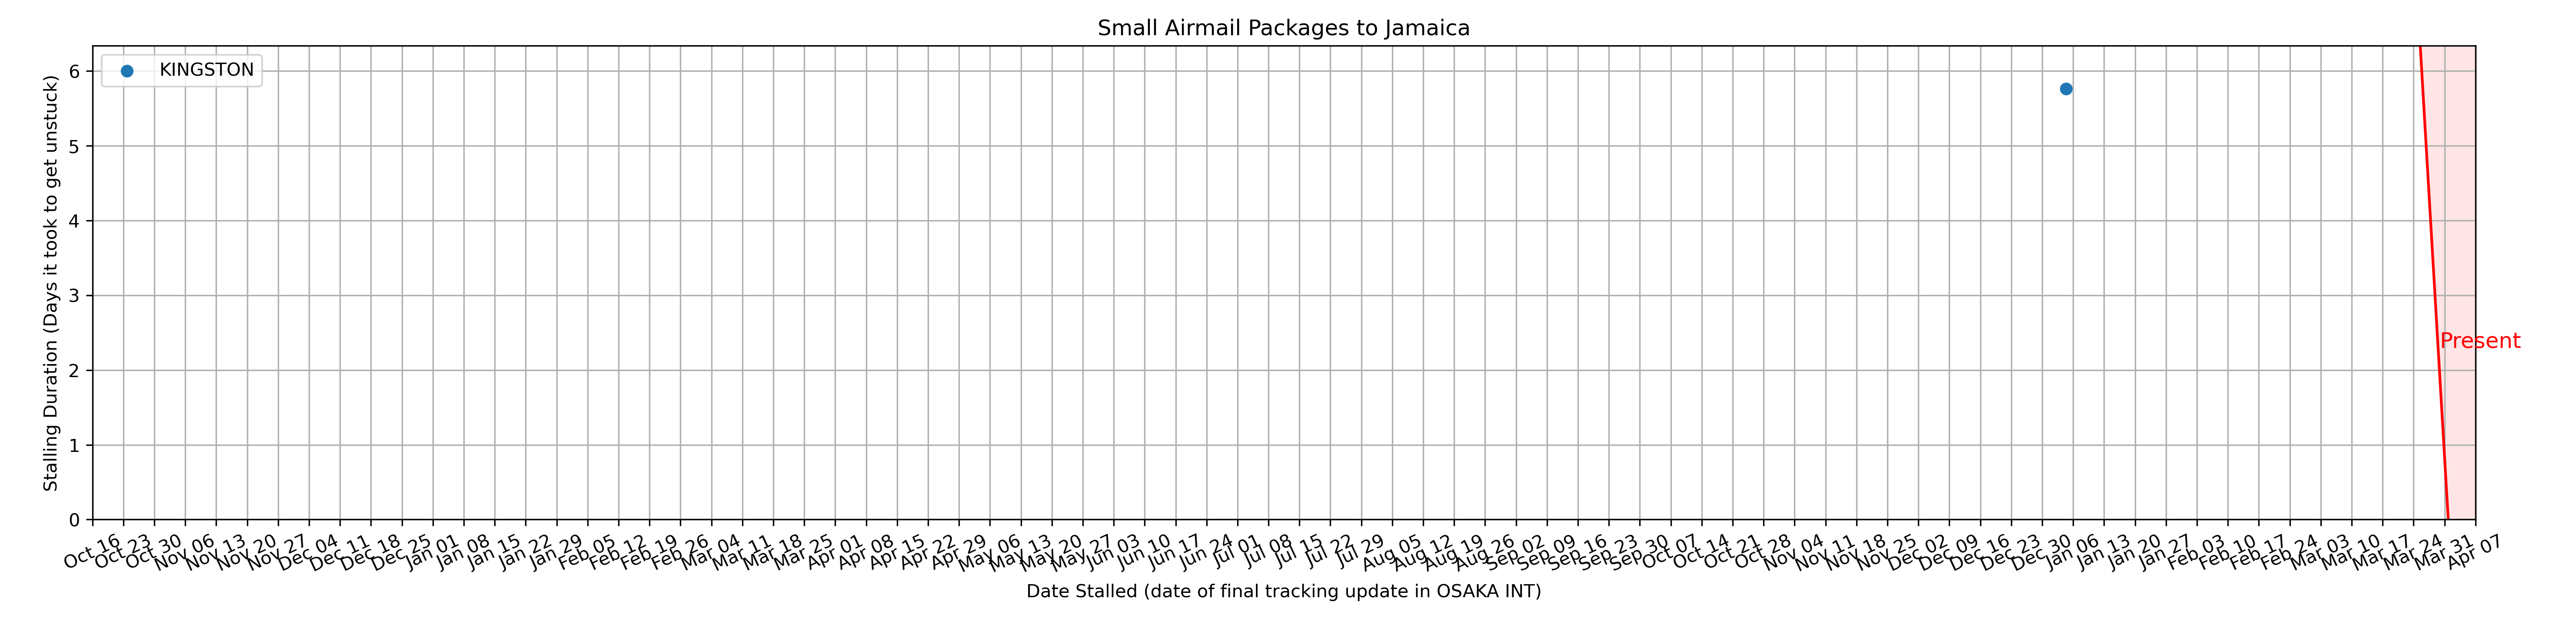 Small Airmail Packages to Jamaica
KINGSTON
Stalling Duration (Days it took to get unstuck)
6
5
4
3
2
1
0
Present
Oct 16 Oct 23 Oct 30 Nov 06 Nov 13 Nov 20 Nov 27 Dec 04 Dec 11 Dec 18 Dec 25 Jan 01 Jan 08 Jan 15 Jan 22 Jan 29 Feb 05 Feb 12 Feb 19 Feb 26 Mar 04 Mar 11 Mar 18 Mar 25 Apr 01 Apr 08 Apr 15 Apr 22 Apr 29 May 06 May 13 May 20 May 27 Jun 03 Jun 10 Jun 17 Jun 24 Jul 01 Jul 08 Jul 15 Jul 22 Jul 29 Aug 05 Aug 12 Aug 19 Aug 26 Sep 02 Sep 09 Sep 16 Sep 23 Sep 30 Oct 07 Oct 14 Oct 21 Oct 28 Nov 04 Nov 11 Nov 18 Nov 25 Dec 02 Dec 09 Dec 16 Dec 23 Dec 30 Jan 06 Jan 13 Jan 20 Jan 27 Feb 03 Feb 10 Feb 17 Feb 24 Mar 03 Mar 10 Mar 17 Mar 24 Mar 31 Apr 07
Date Stalled (date of final tracking update in OSAKA INT)